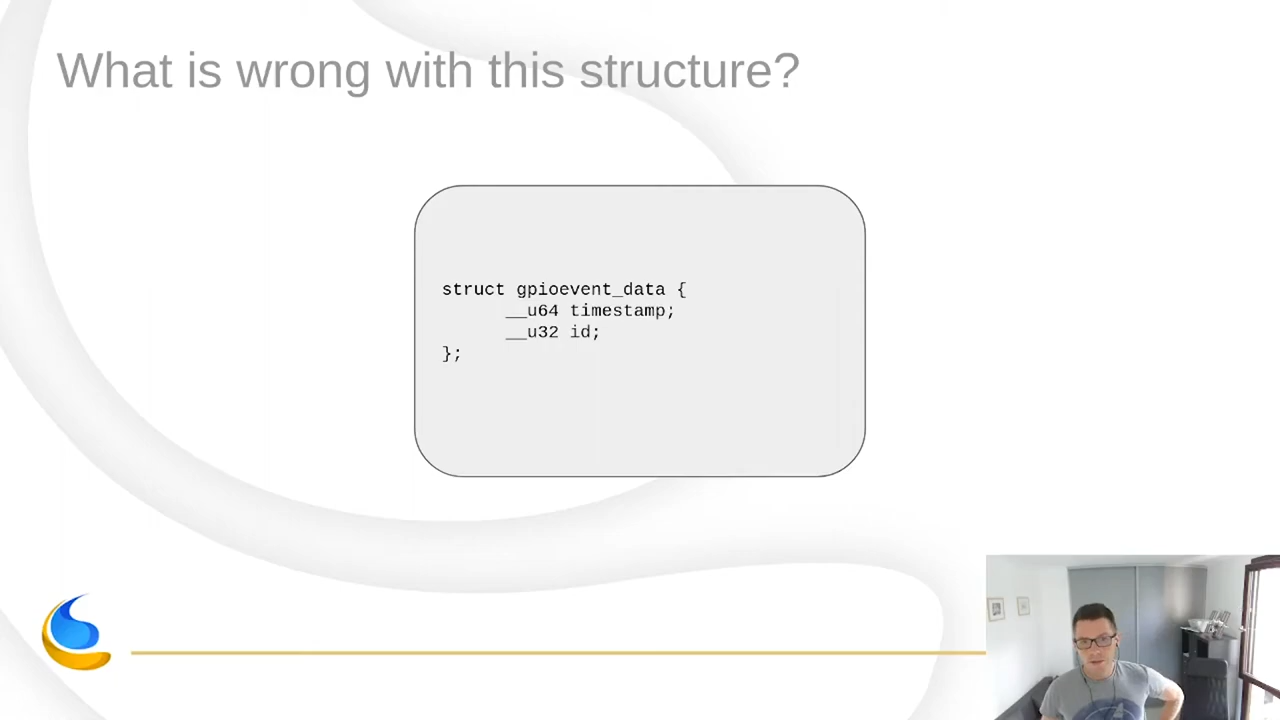 What is wrong with this structure?
struct gpioevent_data {
__u64 timestamp;
__u32 id;
};